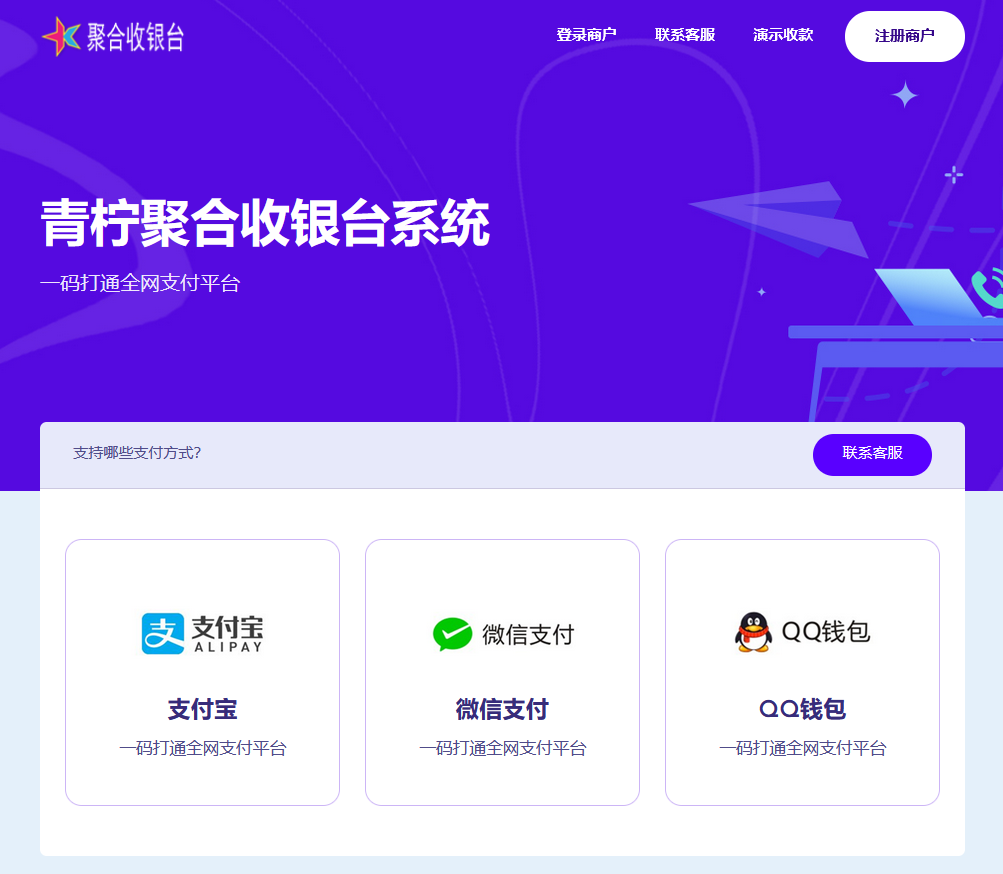 聚合收银台
登录商户
联系客服
演示收款
注册商户
青柠聚合收银台系统
一码打通全网支付平台
支持哪些支付方式?
联系客服
支付宝
ALIPAY
微信支付
QQ钱包
支付宝
微信支付
QQ钱包
一码打通全网支付平台
一码打通全网支付平台
一码打通全网支付平台